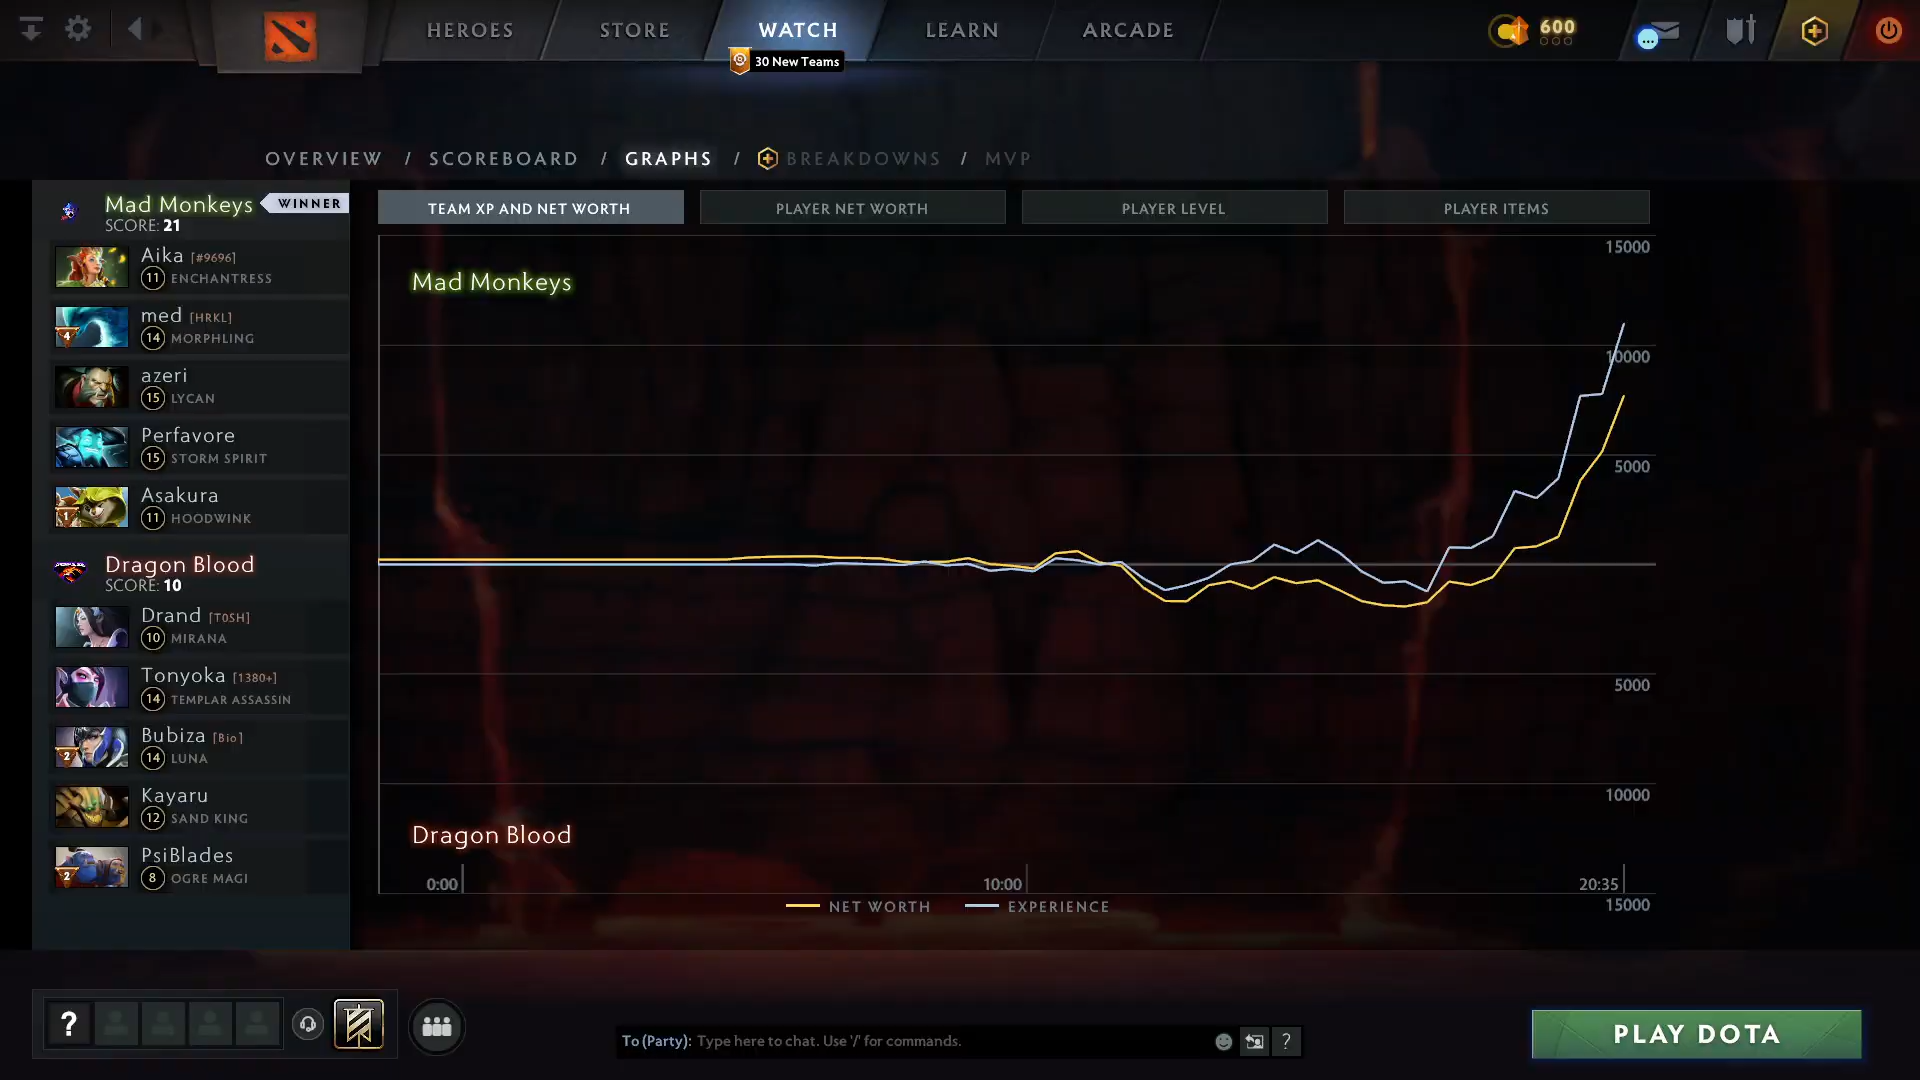 HEROES
STORE
WATCH
LEARN
ARCADE
600
30 New Teams
OVERVIEW / SCOREBOARD / GRAPHS / BREAKDOWNS / MVP
Mad Monkeys
WINNER
SCORE: 21
Aika [#9696]
11 ENCHANTRESS
med [HRKL]
4
14 MORPHLING
azeri
15 LYCAN
Perfavore
15 STORM SPIRIT
Asakura
1
11 HOODWINK
Dragon Blood
SCORE: 10
Drand [T0SH]
10 MIRANA
Tonyoka [1380+]
14 TEMPLAR ASSASSIN
Bubiza [Bio]
2
14 LUNA
Kayaru
12 SAND KING
PsiBlades
2
8 OGRE MAGI
TEAM XP AND NET WORTH
PLAYER NET WORTH
PLAYER LEVEL
PLAYER ITEMS
Mad Monkeys
15000
10000
5000
5000
10000
15000
Dragon Blood
0:00
10:00
20:35
NET WORTH
EXPERIENCE
?
To (Party): Type here to chat. Use '/' for commands.
?
PLAY DOTA